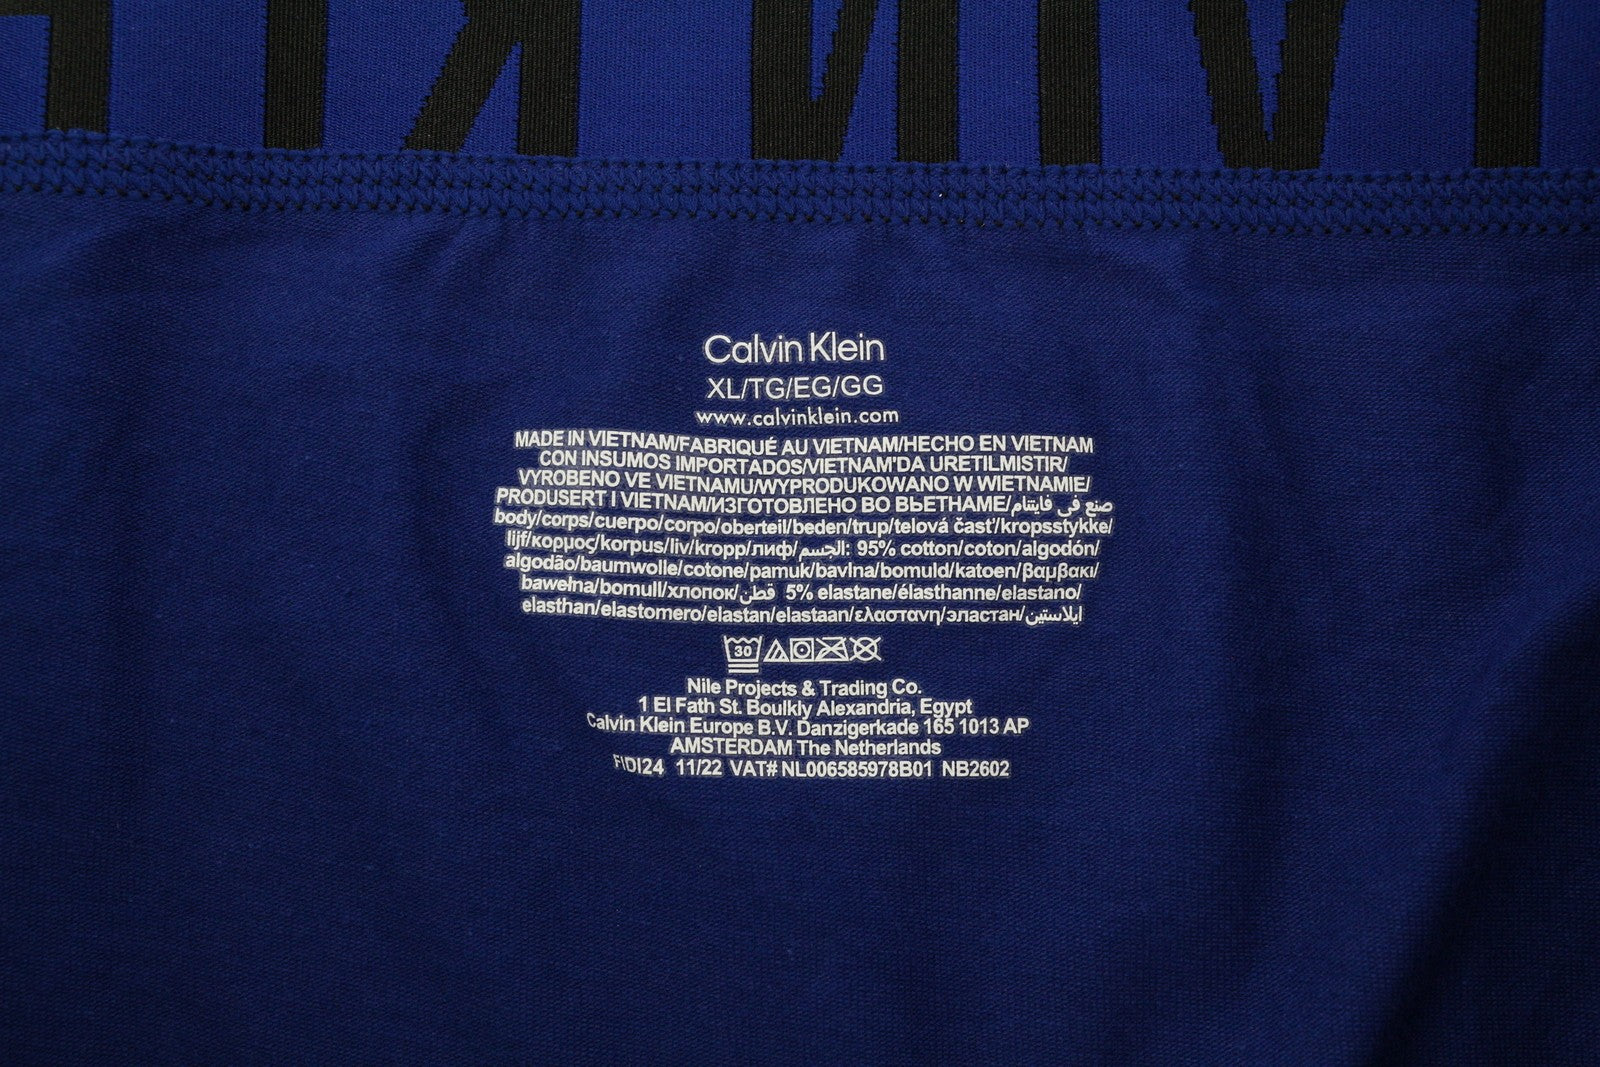 Calvin Klein
XL/TG/EG/GG
www.calvinklein.com
MADE IN VIETNAM/FABRIQUÉ AU VIETNAM/HECHO EN VIETNAM
CON INSUMOS IMPORTADOS/VIETNAM'DA URETILMISTIR/
VYROBENO VE VIETNAMU/WYPRODUKOWANO W WIETNAMIE/
PRODUSERT I VIETNAM/ИЗГОТОВЛЕНО ВО ВЬЕТНАМЕ/صنع في فايتنام
body/corps/cuerpo/corpo/oberteil/beden/trup/telová časť/kropsstykke/
lijf/κορμος/korpus/liv/kropp/лиф/الجسم: 95% cotton/coton/algodón/
algodão/baumwolle/cotone/pamuk/bavlna/bomuld/katoen/βαμβακι/
bawełna/bomull/хлопок/قطن 5% elastane/élasthanne/elastano/
elasthan/elastomero/elastan/elastaan/ελαστανη/эластан/ايلاستين
30
Nile Projects & Trading Co.
1 El Fath St. Boulkly Alexandria, Egypt
Calvin Klein Europe B.V. Danzigerkade 165 1013 AP
AMSTERDAM The Netherlands
FIDI24 11/22 VAT# NL006585978B01 NB2602